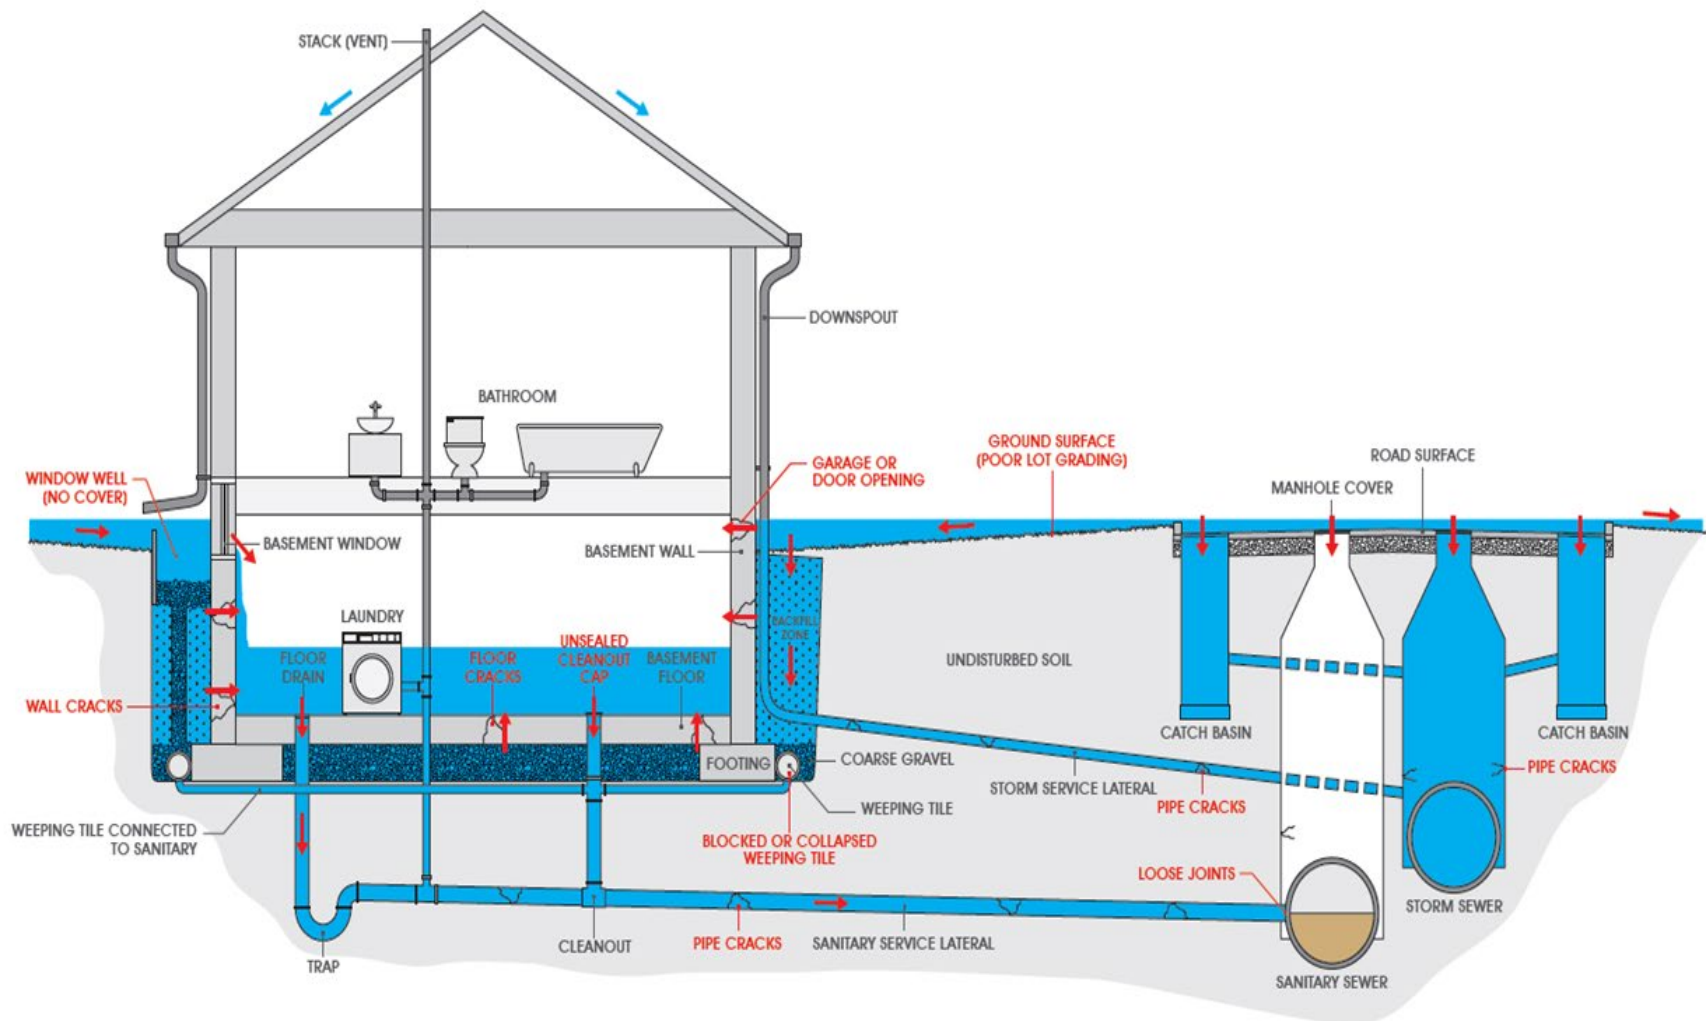 STACK (VENT)
DOWNSPOUT
BATHROOM
WINDOW WELL
(NO COVER)
GARAGE OR
DOOR OPENING
GROUND SURFACE
(POOR LOT GRADING)
ROAD SURFACE
MANHOLE COVER
BASEMENT WINDOW
BASEMENT WALL
LAUNDRY
BACKFILL
ZONE
UNDISTURBED SOIL
FLOOR
DRAIN
FLOOR
CRACKS
UNSEALED
CLEANOUT
CAP
BASEMENT
FLOOR
WALL CRACKS
CATCH BASIN
CATCH BASIN
FOOTING
COARSE GRAVEL
PIPE CRACKS
STORM SERVICE LATERAL
WEEPING TILE
PIPE CRACKS
WEEPING TILE CONNECTED
TO SANITARY
BLOCKED OR COLLAPSED
WEEPING TILE
LOOSE JOINTS
STORM SEWER
CLEANOUT
PIPE CRACKS
SANITARY SERVICE LATERAL
TRAP
SANITARY SEWER